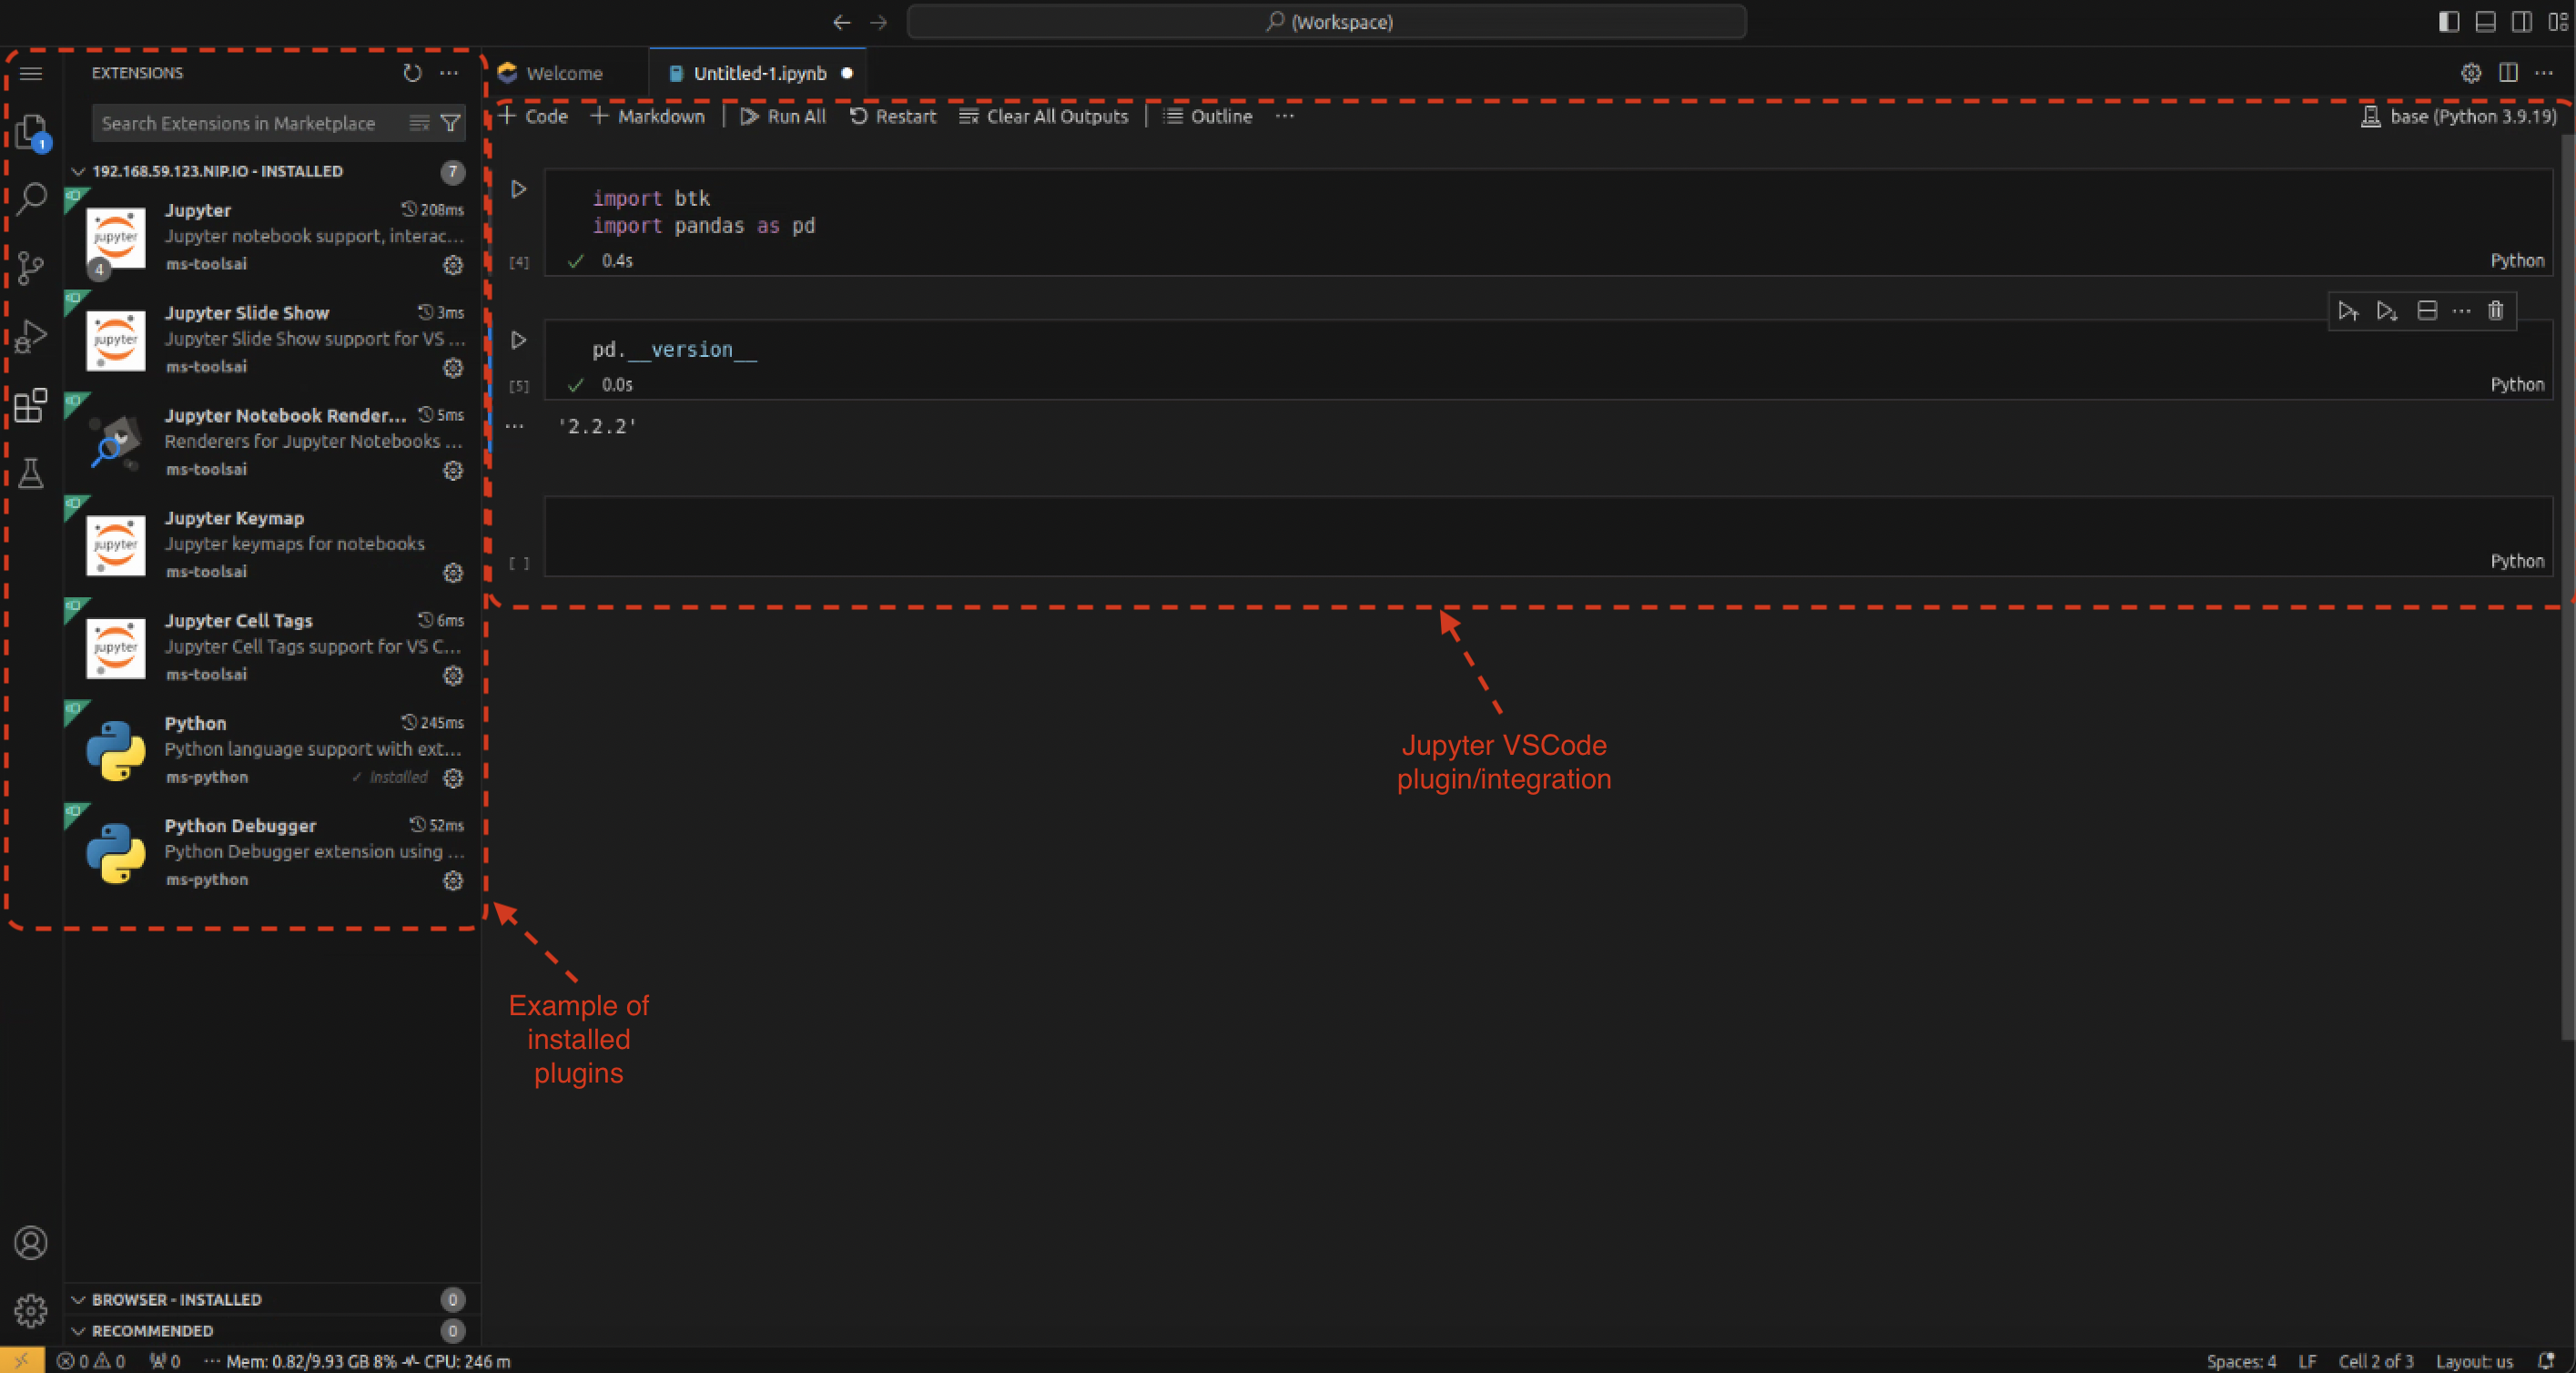 (Workspace)
EXTENSIONS
Search Extensions in Marketplace
192.168.59.123.NIP.IO - INSTALLED 7
Jupyter 208ms
Jupyter notebook support, interac...
ms-toolsai
jupyter
4
Jupyter Slide Show 3ms
Jupyter Slide Show support for VS ...
ms-toolsai
jupyter
Jupyter Notebook Render... 5ms
Renderers for Jupyter Notebooks ...
ms-toolsai
Jupyter Keymap
Jupyter keymaps for notebooks
ms-toolsai
jupyter
Jupyter Cell Tags 6ms
Jupyter Cell Tags support for VS C...
ms-toolsai
jupyter
Python 245ms
Python language support with ext...
ms-python ✓ Installed
Python Debugger 52ms
Python Debugger extension using ...
ms-python
1
BROWSER - INSTALLED 0
RECOMMENDED 0
Welcome Untitled-1.ipynb
+ Code + Markdown Run All Restart Clear All Outputs Outline ... base (Python 3.9.19)
import btk
import pandas as pd
[4] ✓ 0.4s Python
pd.__version__
[5] ✓ 0.0s Python
... '2.2.2'
[ ] Python
Jupyter VSCode
plugin/integration
Example of
installed
plugins
0 0 0 ... Mem: 0.82/9.93 GB 8% CPU: 246 m Spaces: 4 LF Cell 2 of 3 Layout: us